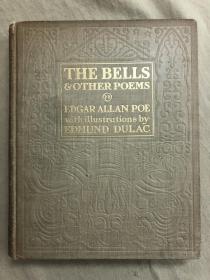 THE BELLS
& OTHER POEMS
BY
EDGAR ALLAN POE
with illustrations by
EDMUND DULAC